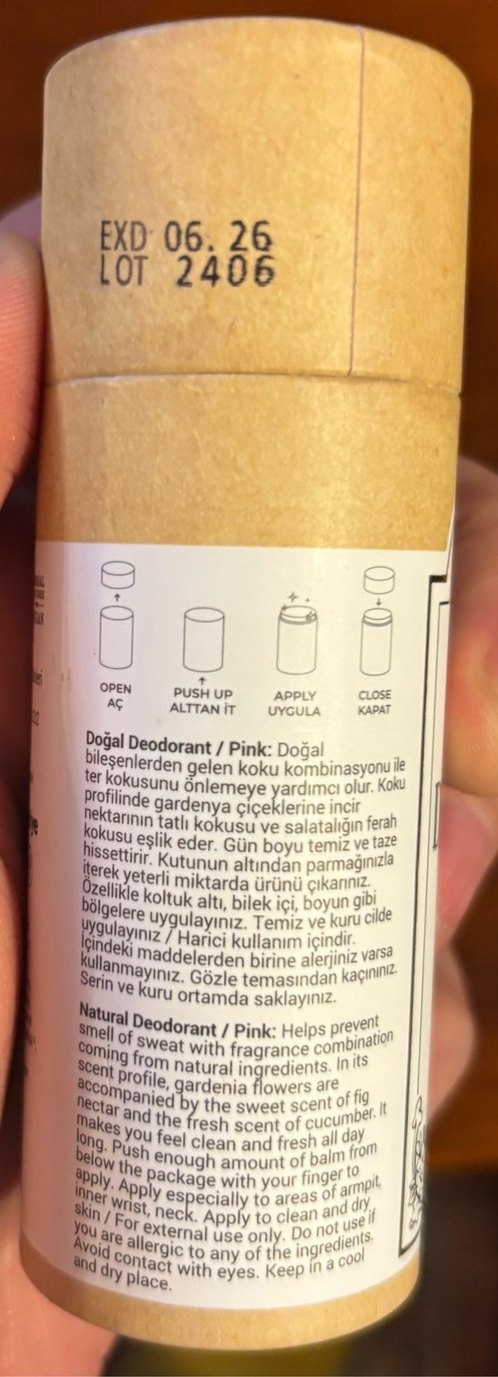 EXD 06. 26
LOT 2406
OPEN
AÇ
PUSH UP
ALTTAN İT
APPLY
UYGULA
CLOSE
KAPAT
Doğal Deodorant / Pink: Doğal
bileşenlerden gelen koku kombinasyonu ile
ter kokusunu önlemeye yardımcı olur. Koku
profilinde gardenya çiçeklerine incir
nektarının tatlı kokusu ve salatalığın ferah
kokusu eşlik eder. Gün boyu temiz ve taze
hissettirir. Kutunun altından parmağınızla
iterek yeterli miktarda ürünü çıkarınız.
Özellikle koltuk altı, bilek içi, boyun gibi
bölgelere uygulayınız. Temiz ve kuru cilde
uygulayınız / Harici kullanım içindir.
İçindeki maddelerden birine alerjiniz varsa
kullanmayınız. Gözle temasından kaçınınız.
Serin ve kuru ortamda saklayınız.
Natural Deodorant / Pink: Helps prevent
smell of sweat with fragrance combination
coming from natural ingredients. In its
scent profile, gardenia flowers are
accompanied by the sweet scent of fig
nectar and the fresh scent of cucumber. It
makes you feel clean and fresh all day
long. Push enough amount of balm from
below the package with your finger to
apply. Apply especially to areas of armpit,
inner wrist, neck. Apply to clean and dry
skin / For external use only. Do not use if
you are allergic to any of the ingredients.
Avoid contact with eyes. Keep in a cool
and dry place.